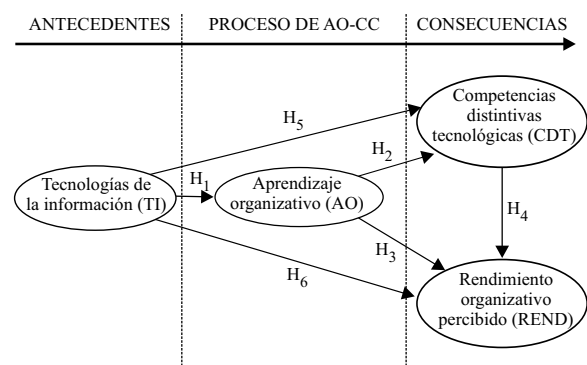 ANTECEDENTES
PROCESO DE AO-CC
CONSECUENCIAS
Competencias
distintivas
tecnológicas (CDT)
H5
H2
Tecnologías de
la información (TI)
H1
Aprendizaje
organizativo (AO)
H4
H3
H6
Rendimiento
organizativo
percibido (REND)